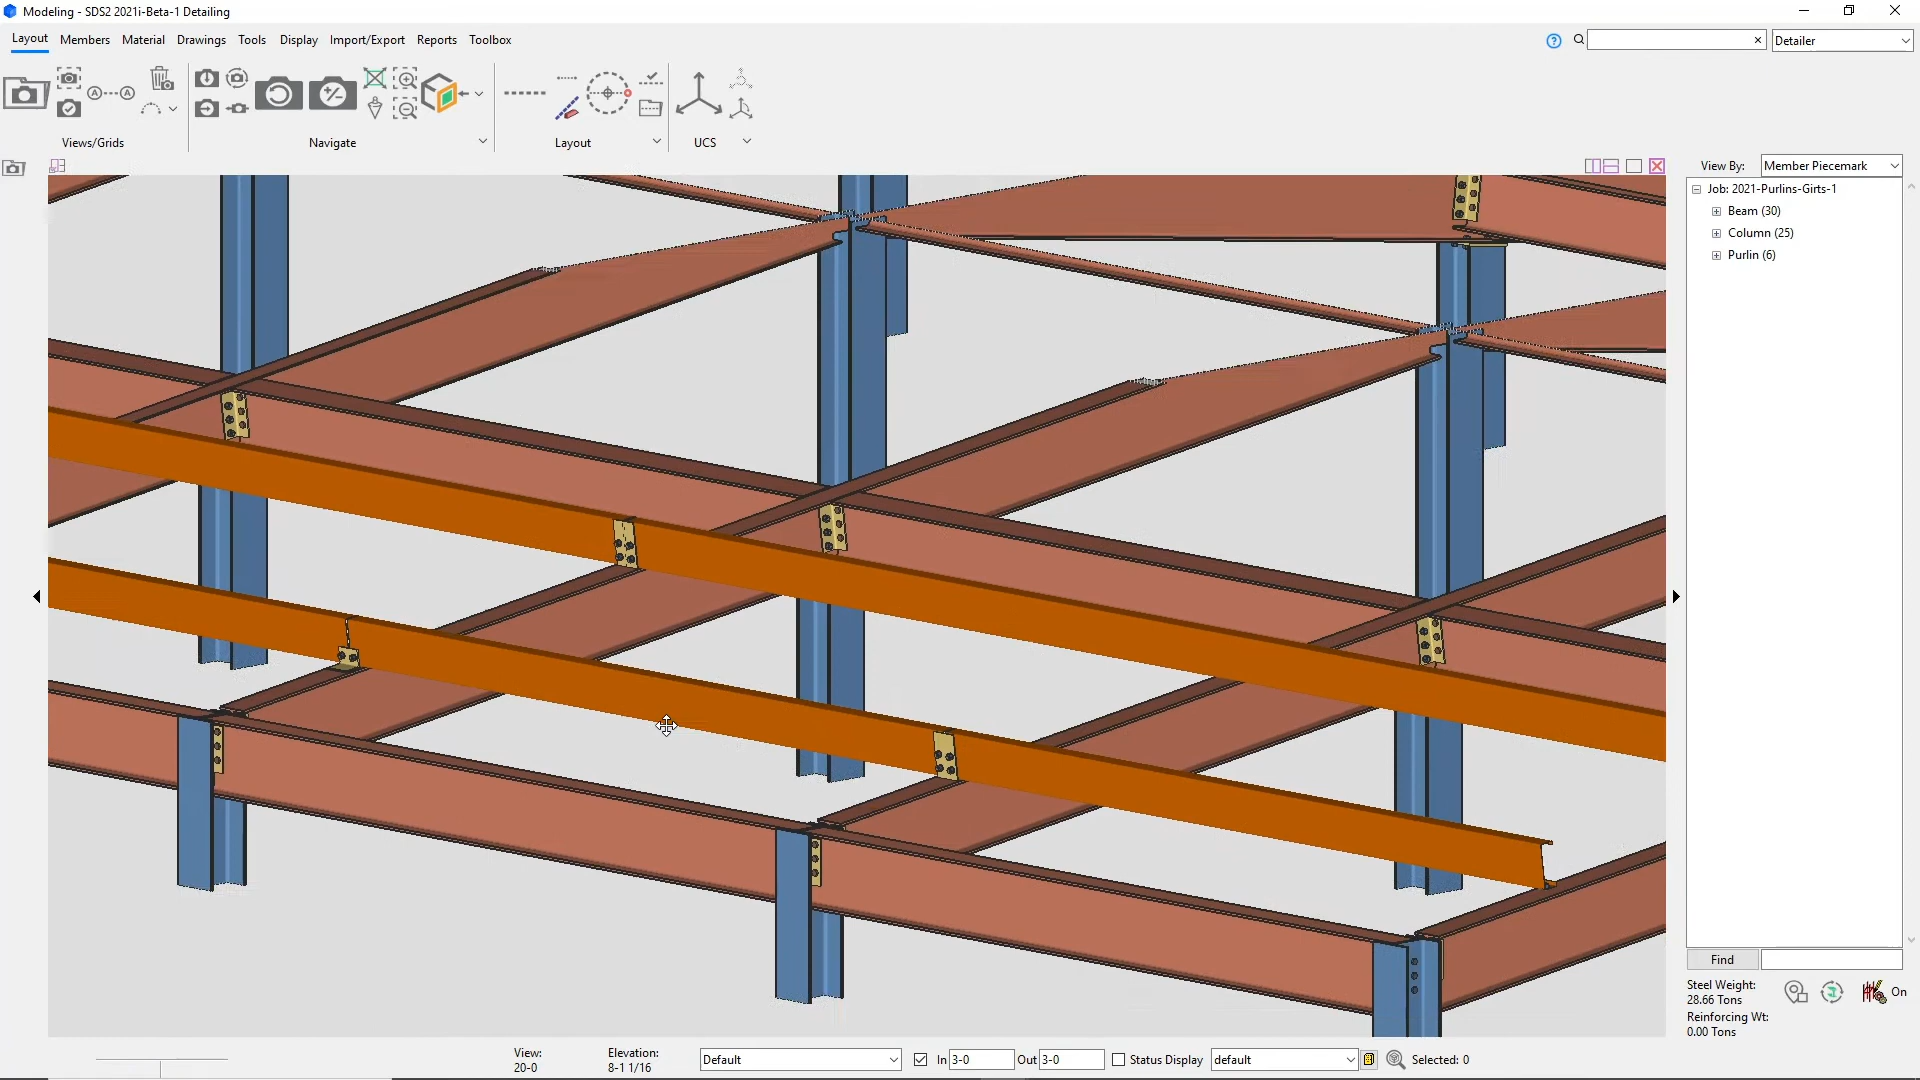 Modeling - SDS2 2021i-Beta-1 Detailing
Layout Members Material Drawings Tools Display Import/Export Reports Toolbox
Detailer
Views/Grids Navigate Layout UCS
View By: Member Piecemark
Job: 2021-Purlins-Girts-1
Beam (30)
Column (25)
Purlin (6)
Find
Steel Weight:
28.66 Tons
On
Reinforcing Wt:
0.00 Tons
View:
20-0
Elevation:
8-1 1/16
Default
In 3-0 Out 3-0 Status Display default Selected: 0